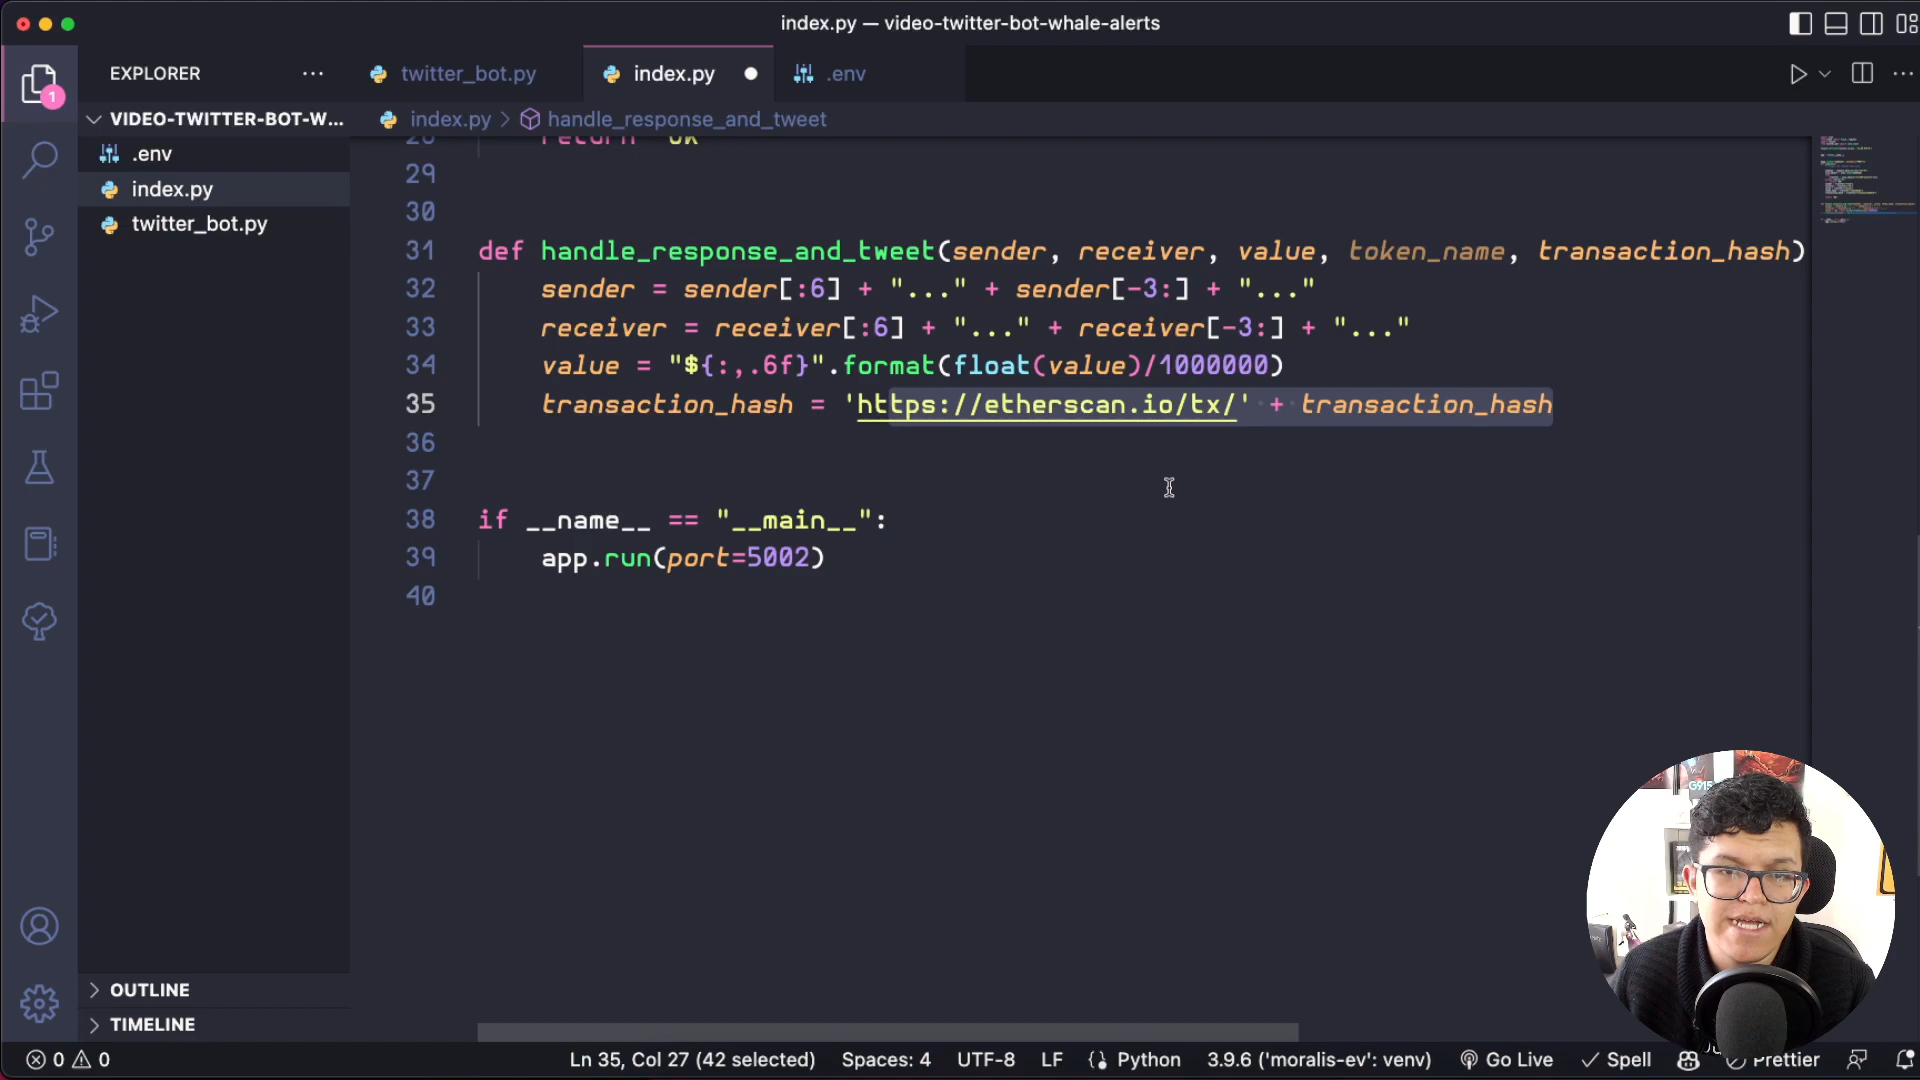 index.py — video-twitter-bot-whale-alerts
EXPLORER
twitter_bot.py
index.py
.env
VIDEO-TWITTER-BOT-W...
index.py > handle_response_and_tweet
.env
index.py
twitter_bot.py
1
28 return
29
30
31 def handle_response_and_tweet(sender, receiver, value, token_name, transaction_hash)
32 sender = sender[:6] + "..." + sender[-3:] + "..."
33 receiver = receiver[:6] + "..." + receiver[-3:] + "..."
34 value = "${:,.6f}".format(float(value)/1000000)
35 transaction_hash = 'https://etherscan.io/tx/' + transaction_hash
36
37
38 if __name__ == "__main__":
39 app.run(port=5002)
40
G915
OUTLINE
TIMELINE
0 0 Ln 35, Col 27 (42 selected) Spaces: 4 UTF-8 LF Python 3.9.6 ('moralis-ev': venv) Go Live Spell Prettier